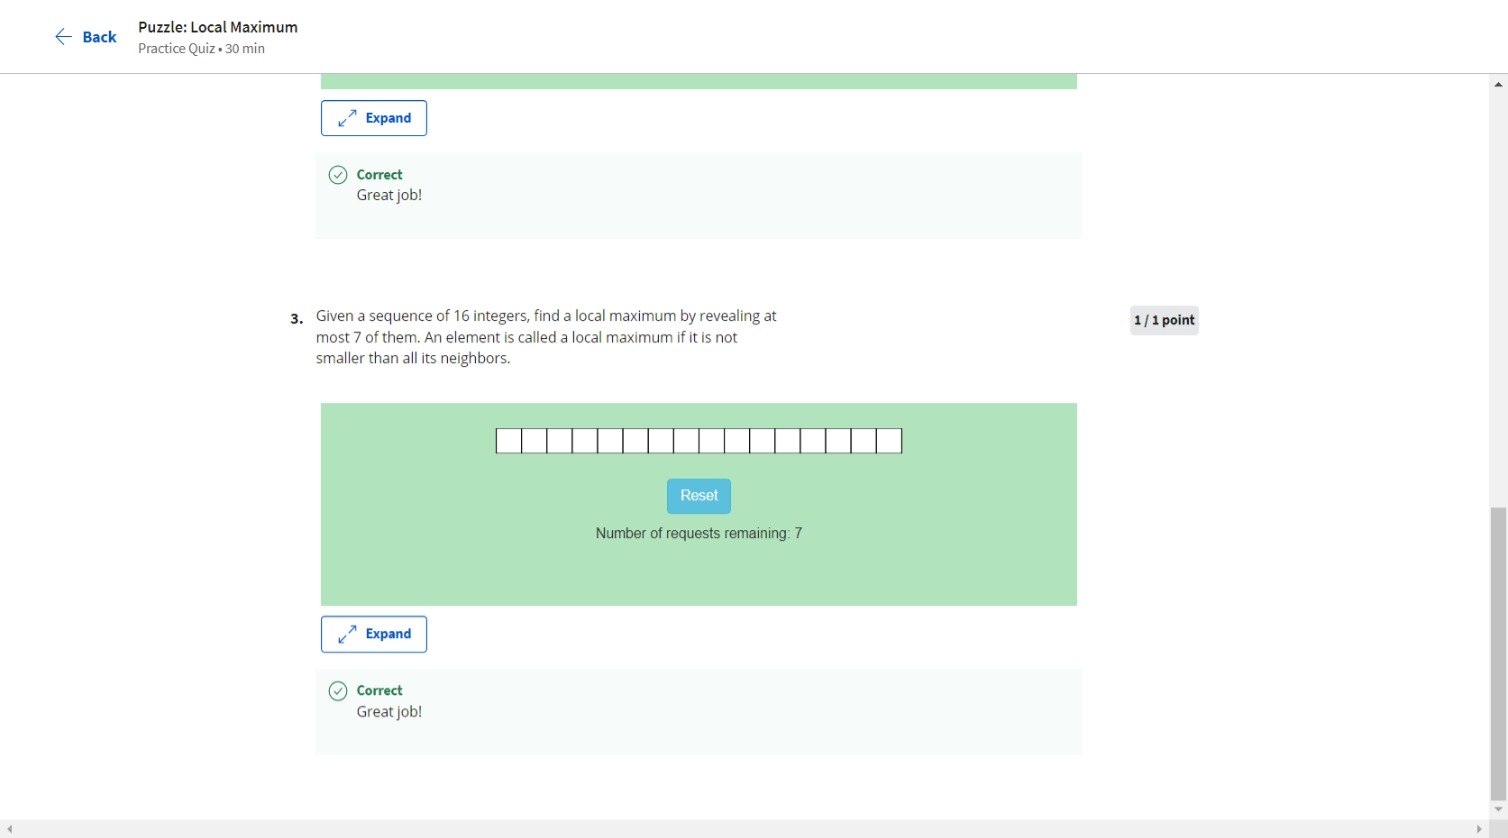 Back
Puzzle: Local Maximum
Practice Quiz • 30 min
Expand
Correct
Great job!
3. Given a sequence of 16 integers, find a local maximum by revealing at
most 7 of them. An element is called a local maximum if it is not
smaller than all its neighbors.
1 / 1 point
Reset
Number of requests remaining: 7
Expand
Correct
Great job!